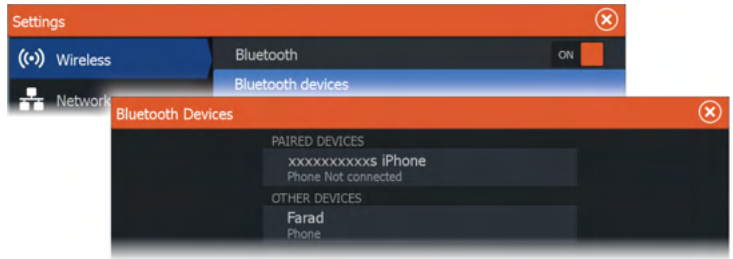 Settings
Wireless
Bluetooth
ON
Bluetooth devices
Network
Bluetooth Devices
PAIRED DEVICES
xxxxxxxxxxs iPhone
Phone Not connected
OTHER DEVICES
Farad
Phone